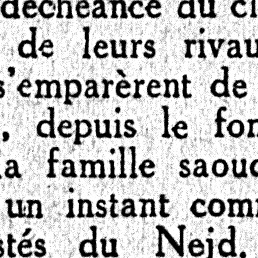 déchéance du cl
de leurs rivau
s'emparèrent de
, depuis le fon
la famille saoud
un instant comm
stés du Nejd.